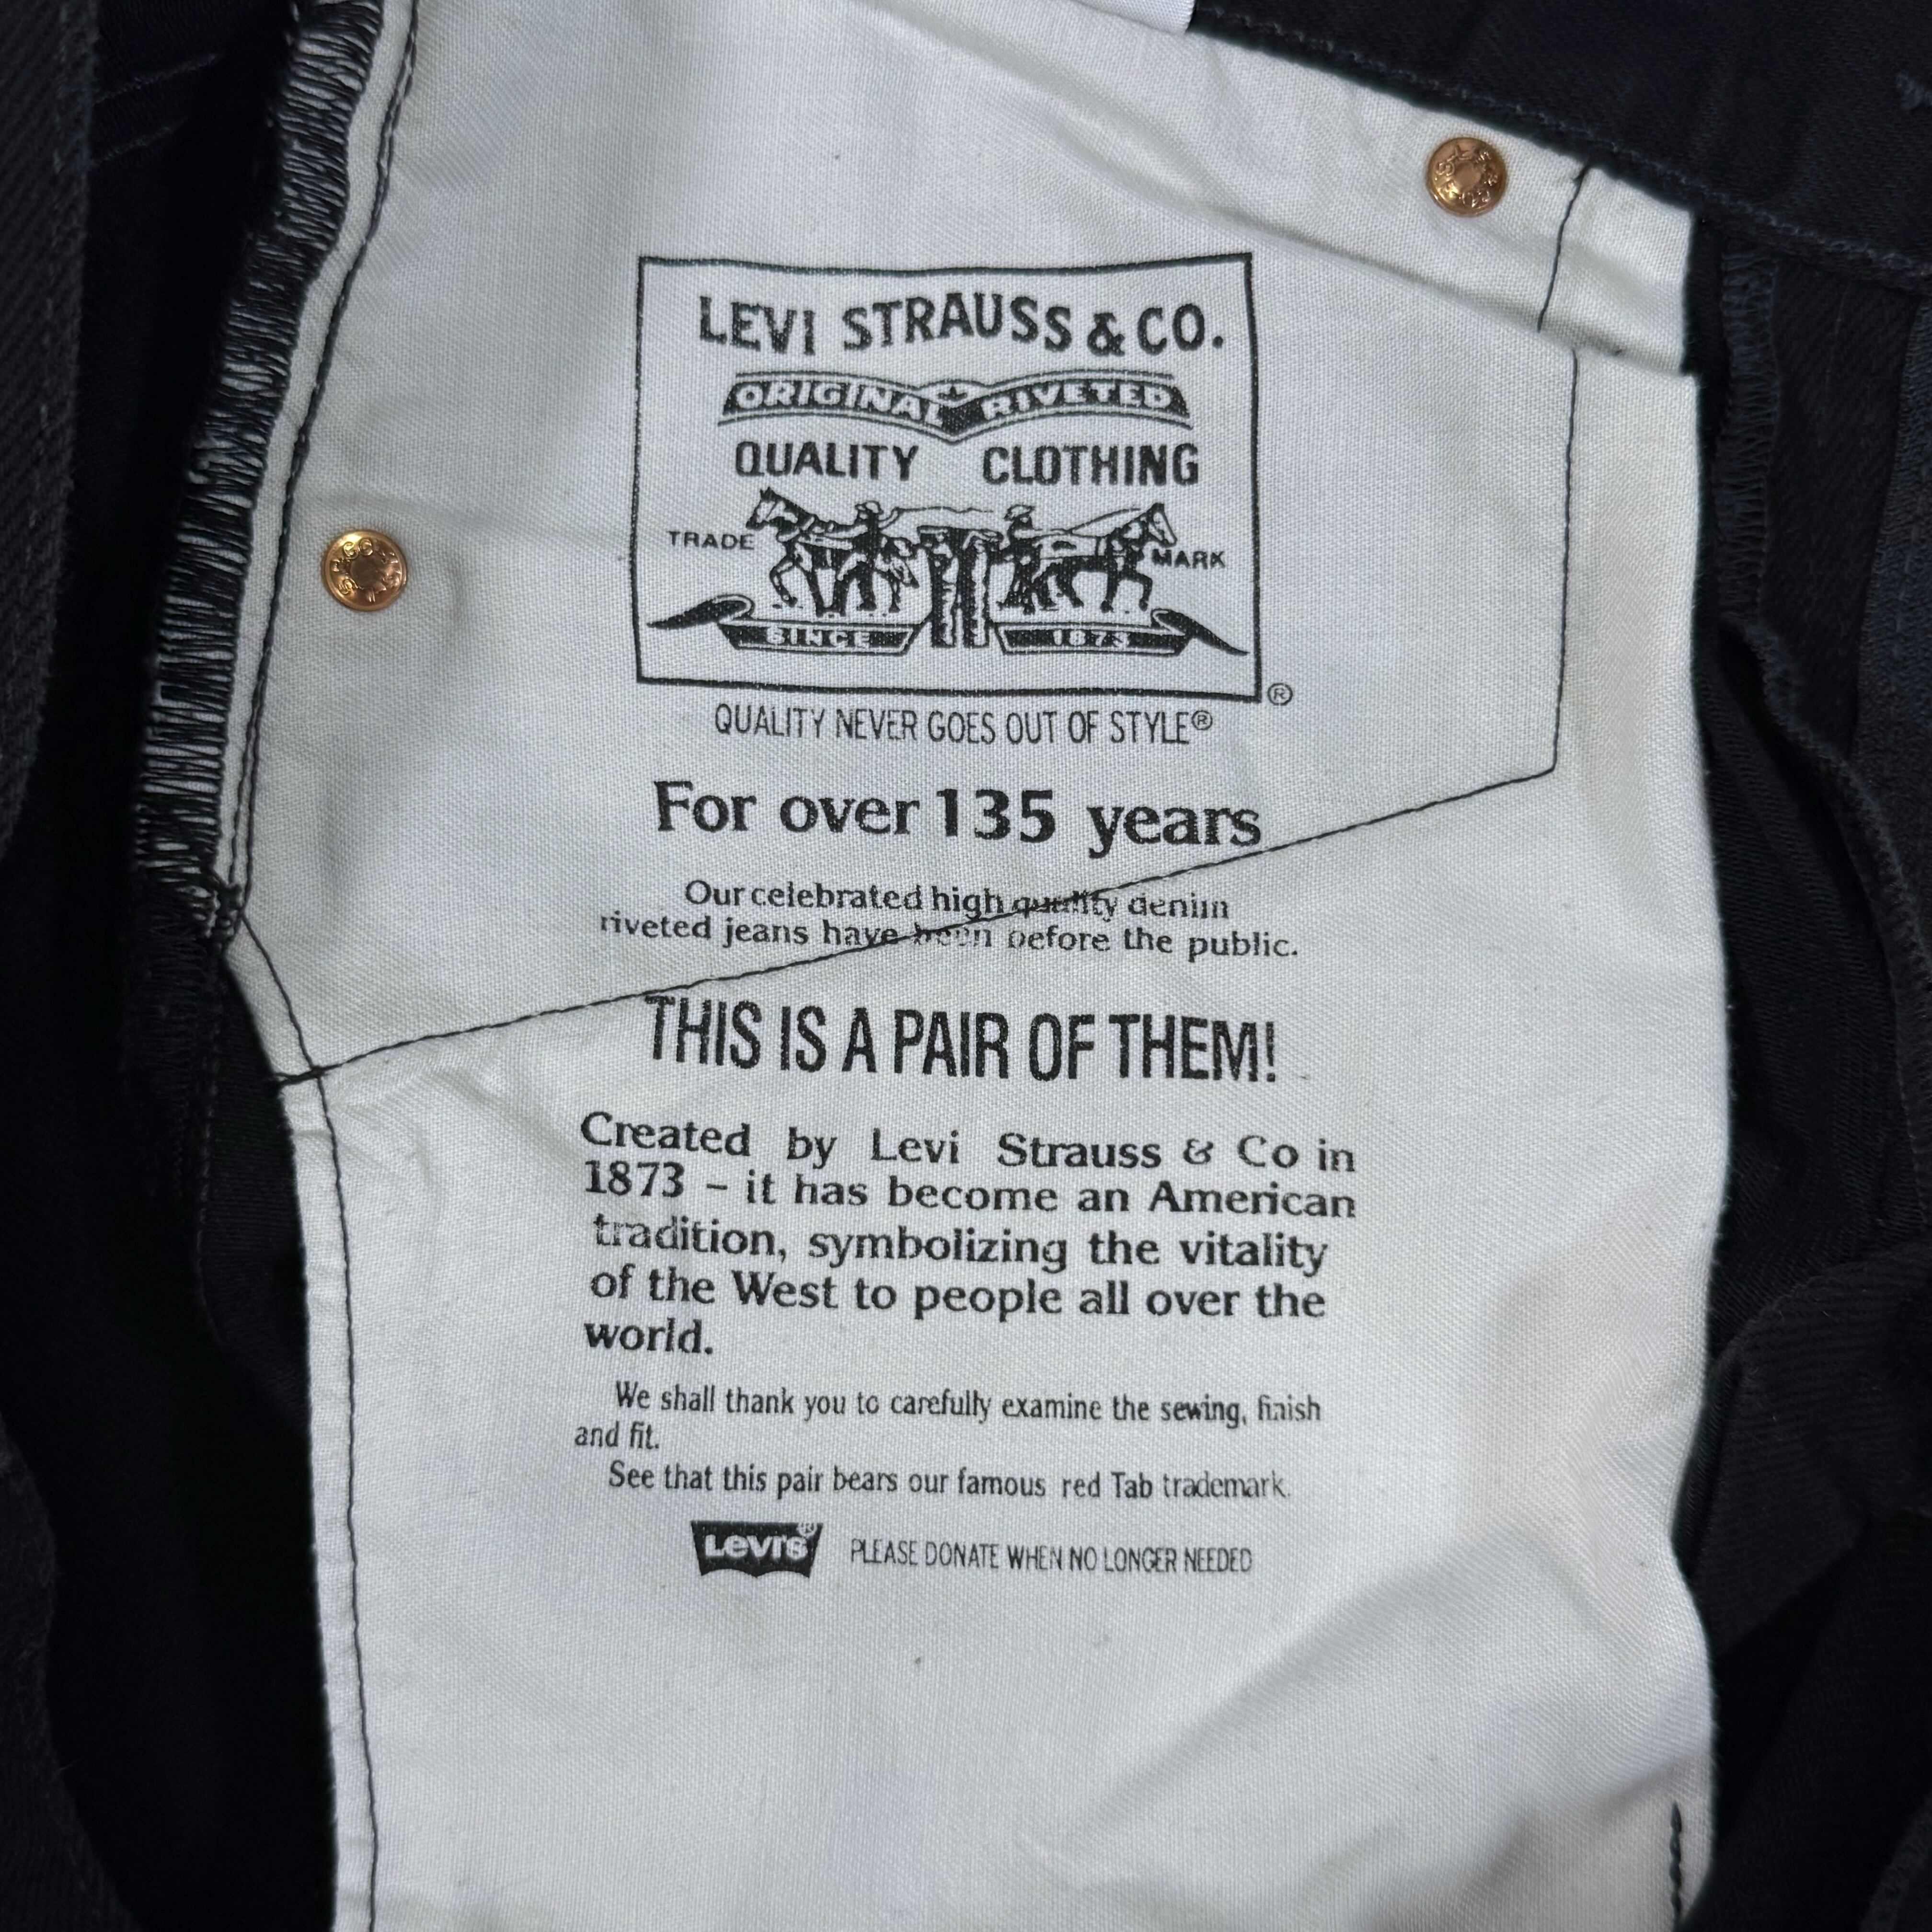 LEVI STRAUSS & CO.
ORIGINAL RIVETED
QUALITY CLOTHING
TRADE MARK
SINCE 1873
®
QUALITY NEVER GOES OUT OF STYLE®
For over 135 years
Our celebrated high quality denim
riveted jeans have been before the public.
THIS IS A PAIR OF THEM!
Created by Levi Strauss & Co in
1873 – it has become an American
tradition, symbolizing the vitality
of the West to people all over the
world.
We shall thank you to carefully examine the sewing, finish
and fit.
See that this pair bears our famous red Tab trademark.
Levi's® PLEASE DONATE WHEN NO LONGER NEEDED